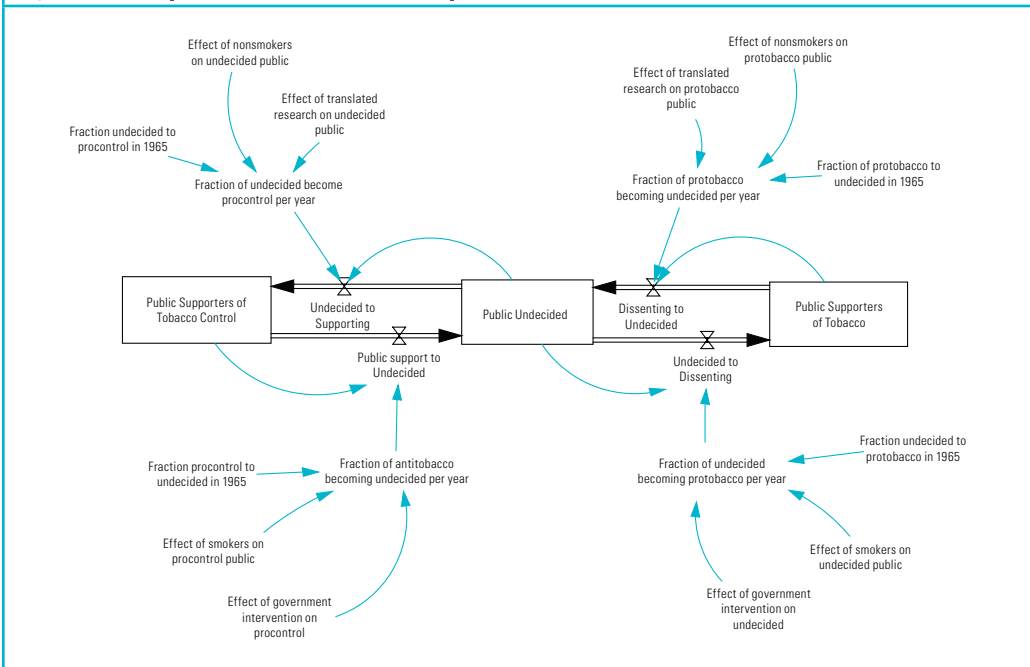 Effect of nonsmokers
on undecided public
Effect of translated
research on undecided
public
Fraction undecided to
procontrol in 1965
Fraction of undecided become
procontrol per year
Effect of nonsmokers on
protobacco public
Effect of translated
research on protobacco
public
Fraction of protobacco to
undecided in 1965
Fraction of protobacco
becoming undecided per year
Public Supporters of
Tobacco Control
Undecided to
Supporting
Public Undecided
Dissenting to
Undecided
Public Supporters
of Tobacco
Public support to
Undecided
Undecided to
Dissenting
Fraction procontrol to
undecided in 1965
Fraction of antitobacco
becoming undecided per year
Effect of smokers on
procontrol public
Effect of government
intervention on
procontrol
Fraction of undecided
becoming protobacco per year
Fraction undecided to
protobacco in 1965
Effect of smokers on
undecided public
Effect of government
intervention on
undecided